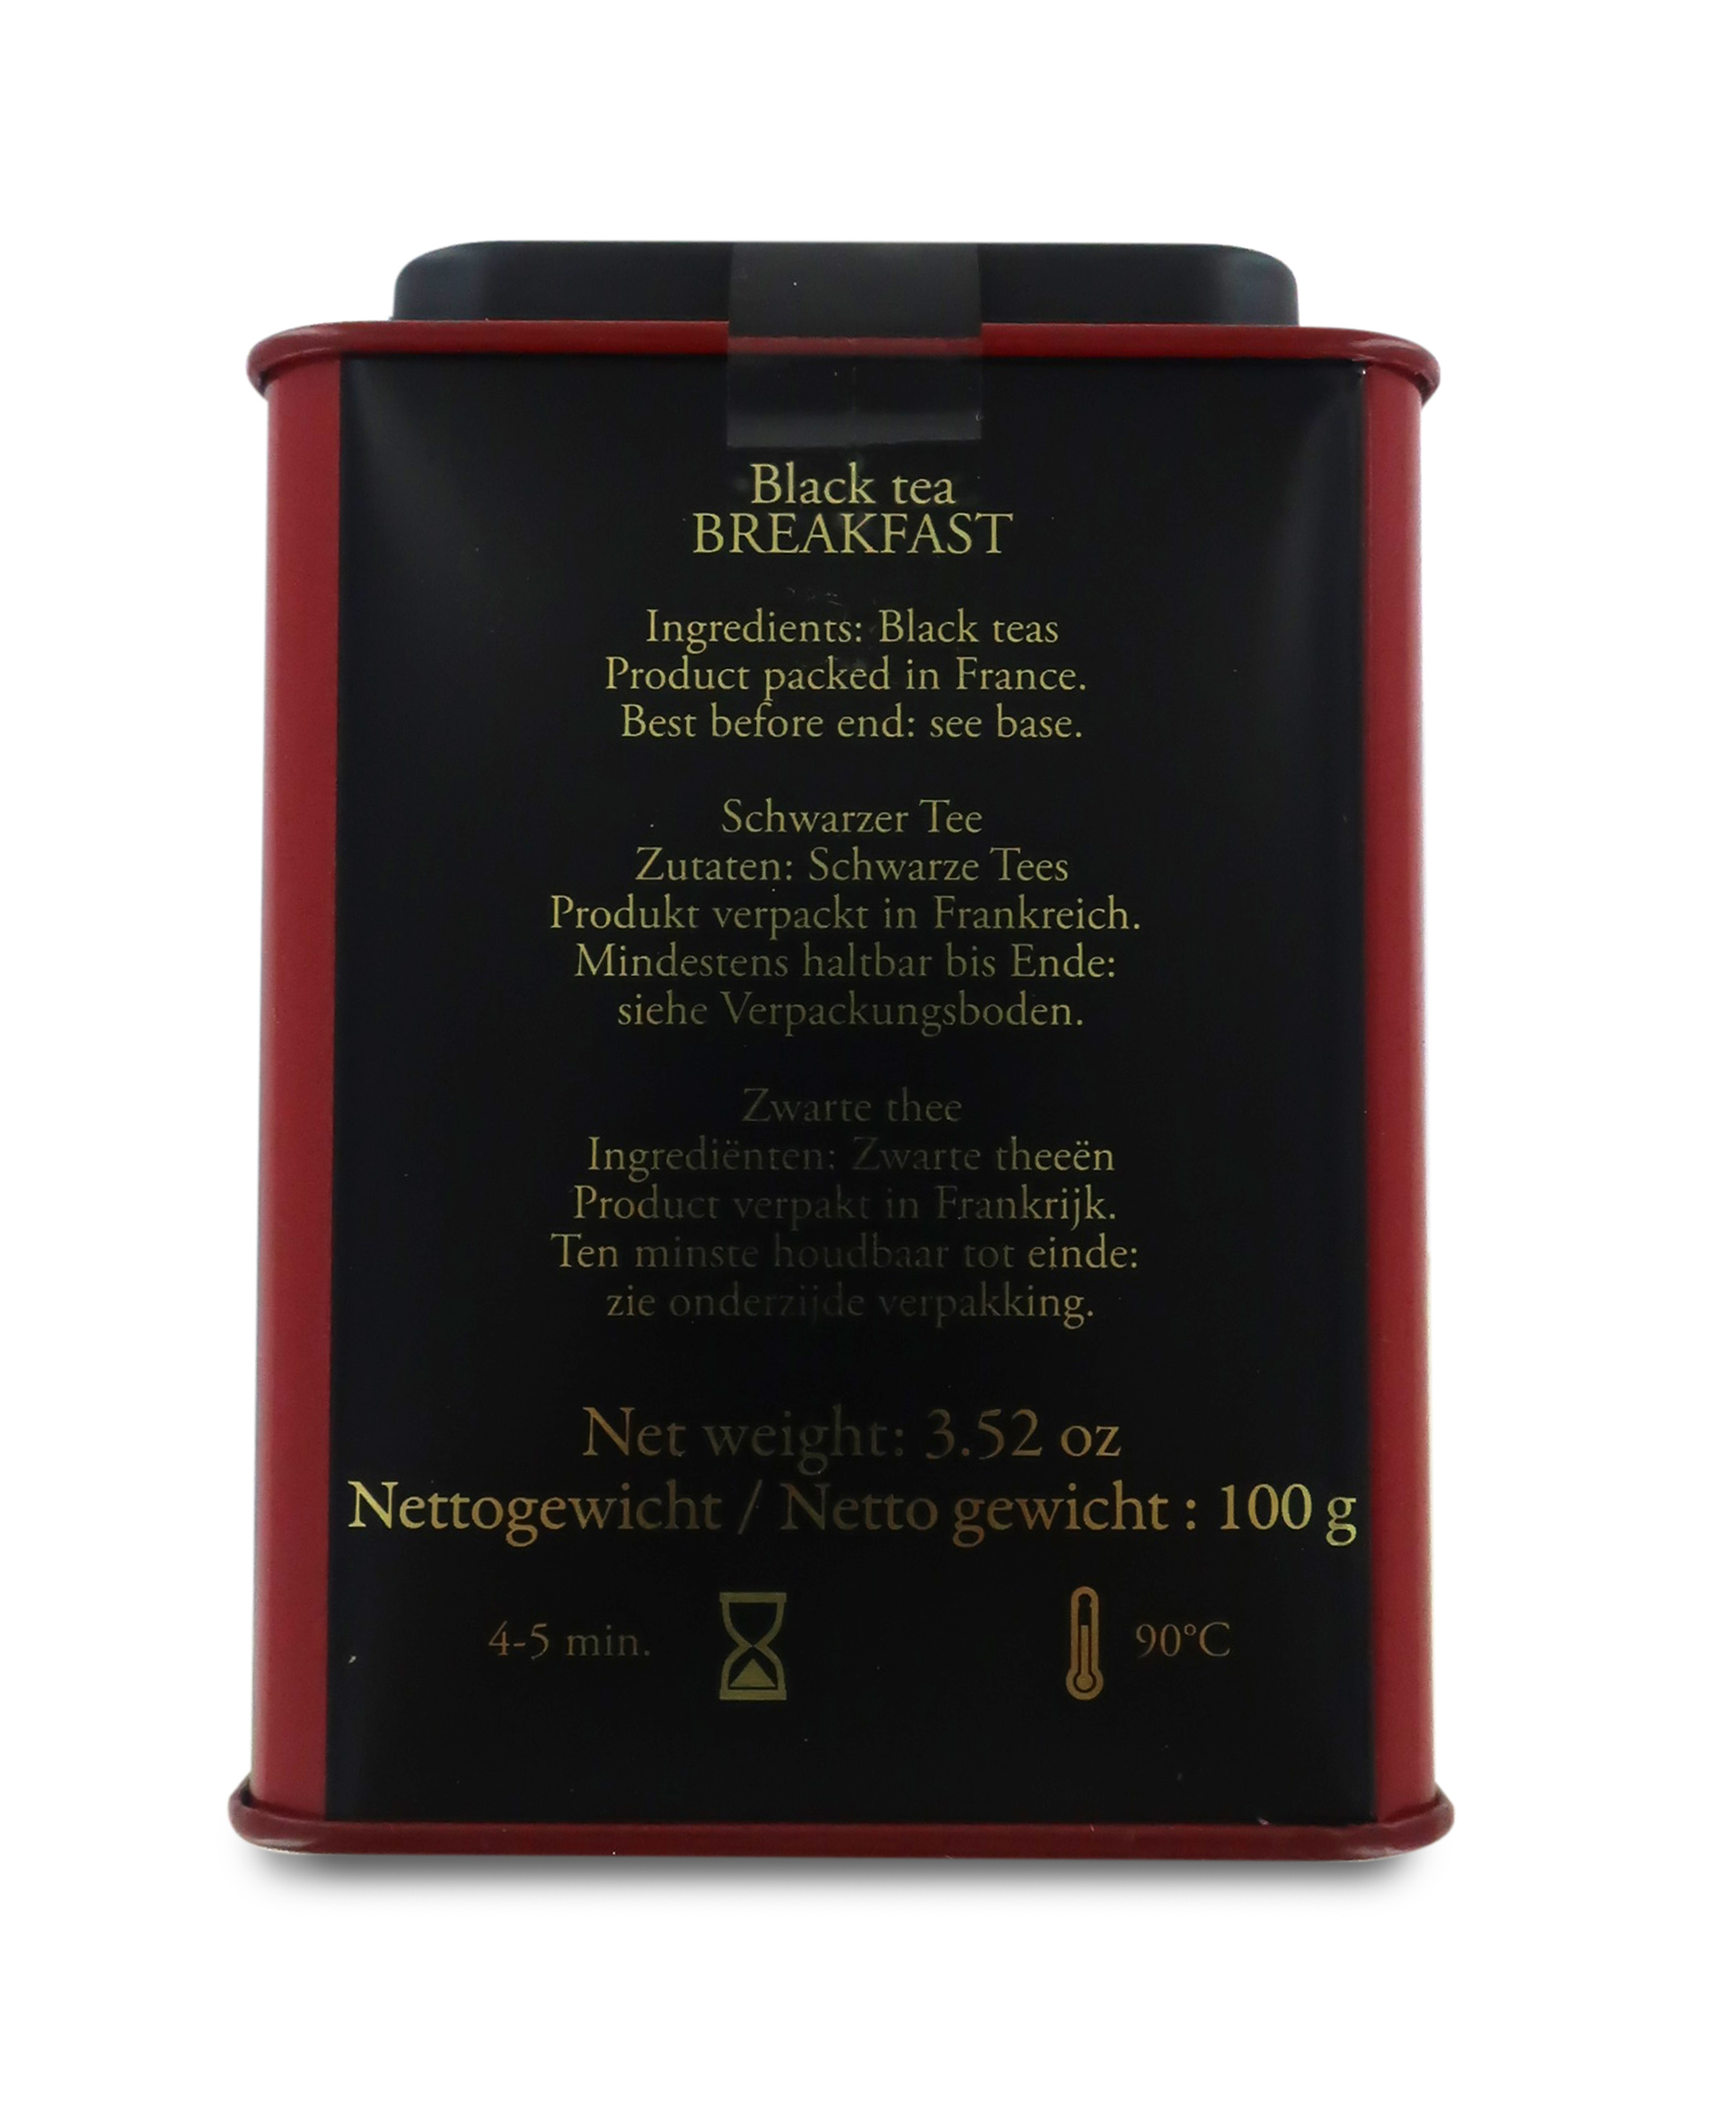 Black tea
BREAKFAST
Ingredients: Black teas
Product packed in France.
Best before end: see base.
Schwarzer Tee
Zutaten: Schwarze Tees
Produkt verpackt in Frankreich.
Mindestens haltbar bis Ende:
siehe Verpackungsboden.
Zwarte thee
Ingrediënten: Zwarte theeën
Product verpakt in Frankrijk.
Ten minste houdbaar tot einde:
zie onderzijde verpakking.
Net weight: 3.52 oz
Nettogewicht / Netto gewicht : 100 g
4-5 min. 90°C